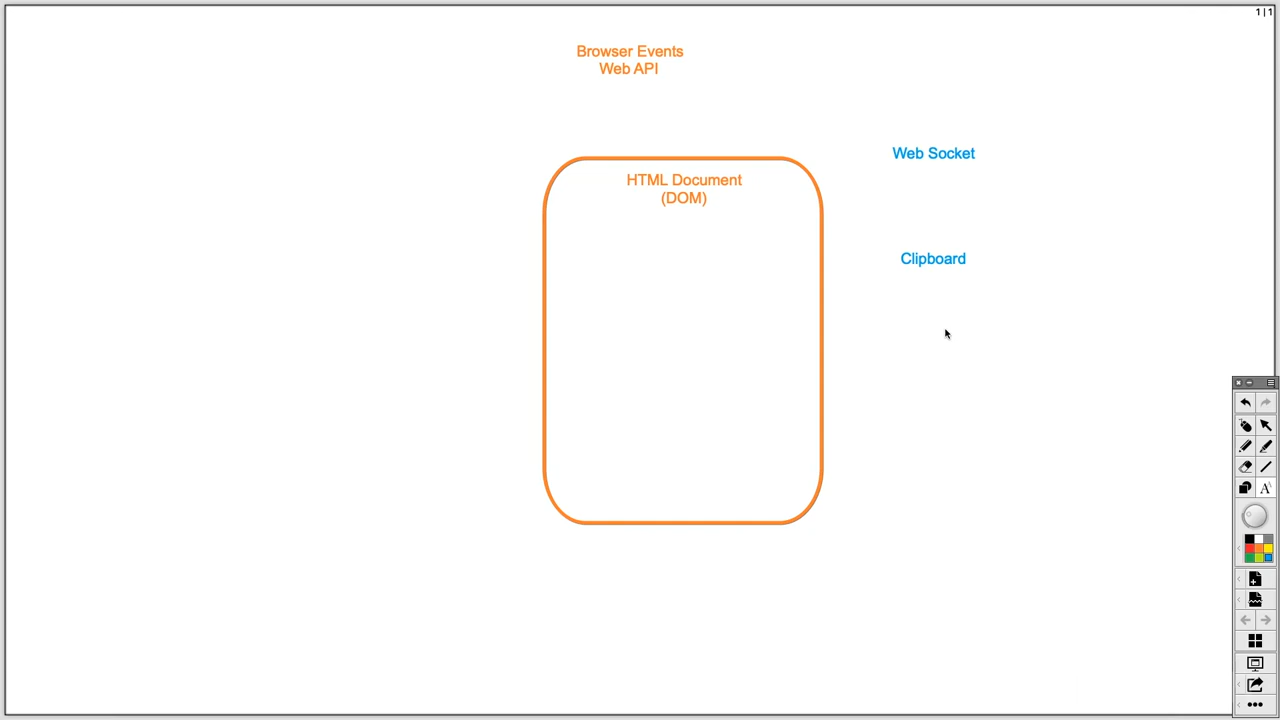 1|1
Browser Events
Web API
Web Socket
HTML Document
(DOM)
Clipboard
A